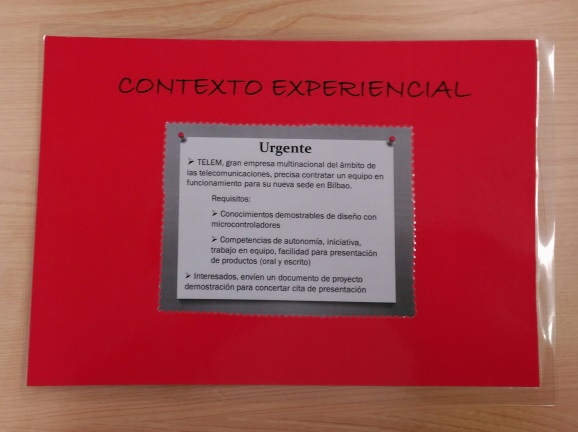 CONTEXTO EXPERIENCIAL
Urgente
➢ TELEM, gran empresa multinacional del ámbito de
las telecomunicaciones, precisa contratar un equipo en
funcionamiento para su nueva sede en Bilbao.
Requisitos:
➢ Conocimientos demostrables de diseño con
microcontroladores
➢ Competencias de autonomía, iniciativa,
trabajo en equipo, facilidad para presentación
de productos (oral y escrito)
➢ Interesados, envíen un documento de proyecto
demostración para concertar cita de presentación